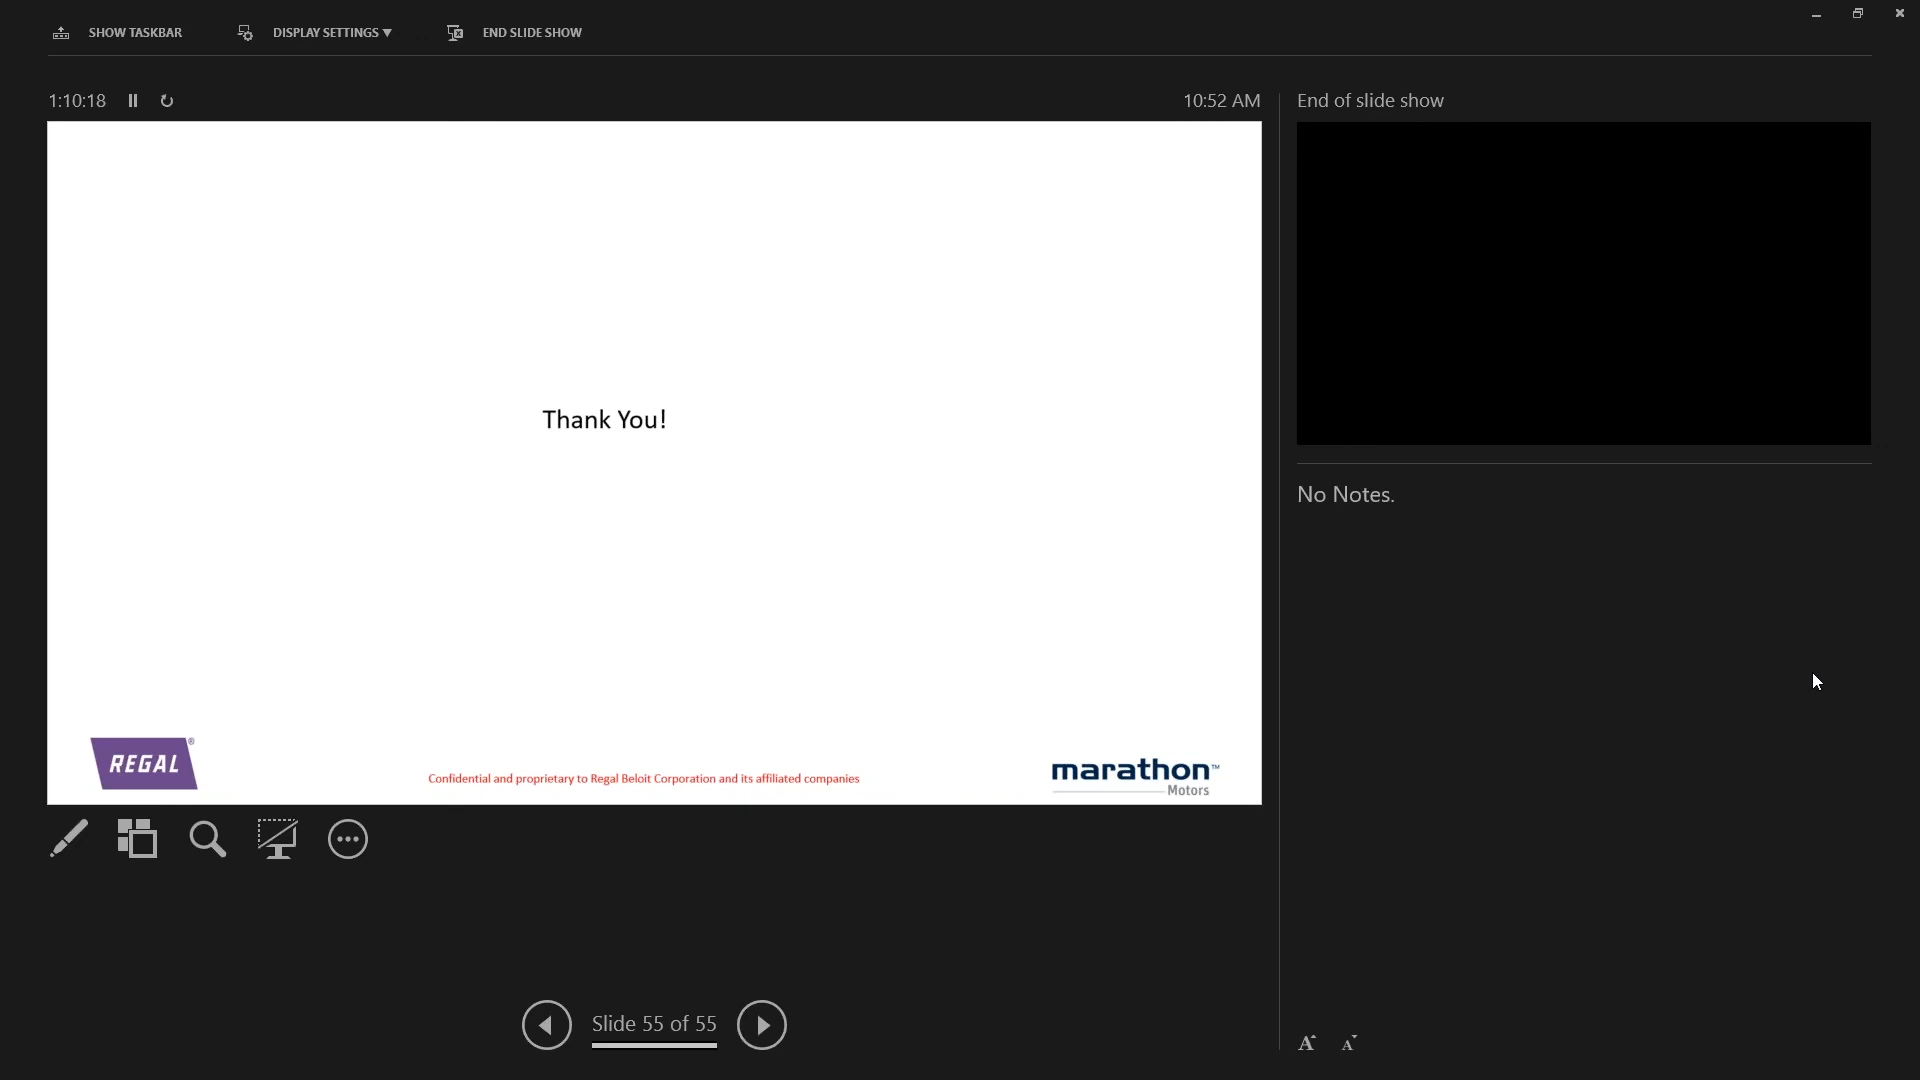 SHOW TASKBAR
DISPLAY SETTINGS ▼
END SLIDE SHOW
1:10:18
10:52 AM
End of slide show
Thank You!
No Notes.
REGAL®
Confidential and proprietary to Regal Beloit Corporation and its affiliated companies
marathon™
Motors
Slide 55 of 55
A A